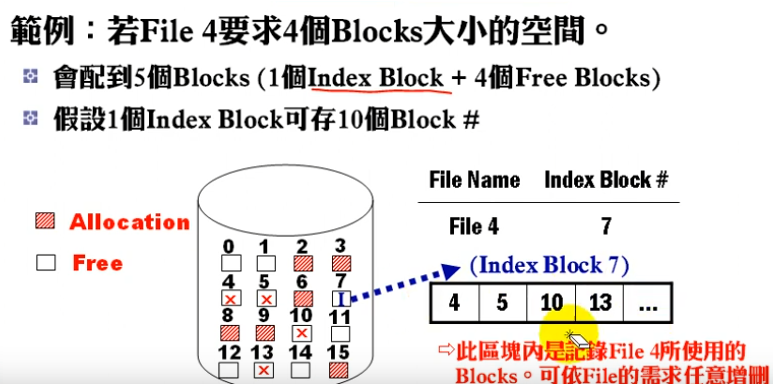 範例：若File 4要求4個Blocks大小的空間。
會配到5個Blocks (1個Index Block + 4個Free Blocks)
假設1個Index Block可存10個Block #
File Name Index Block #
File 4 7
Allocation
Free
0 1 2 3
4 5 6 7
I
8 9 10 11
12 13 14 15
(Index Block 7)
4 5 10 13 ...
⇨此區塊內是記錄File 4所使用的
Blocks。可依File的需求任意增刪